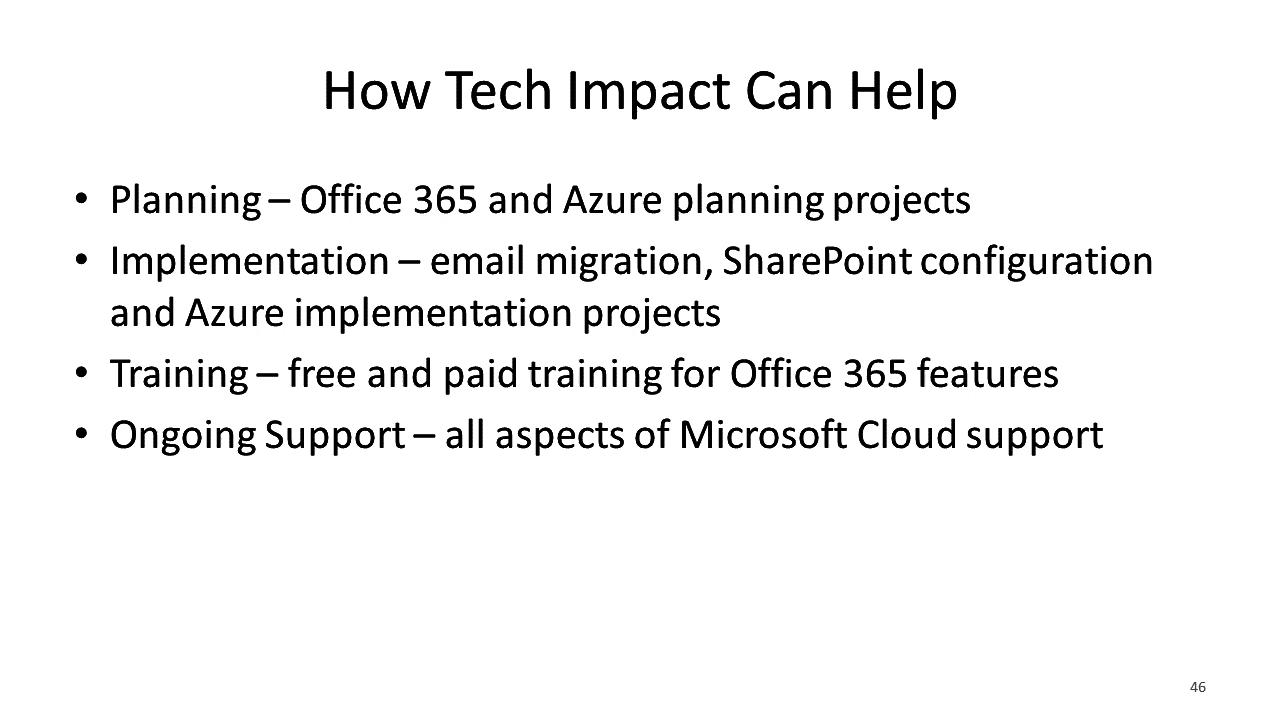 How Tech Impact Can Help
• Planning – Office 365 and Azure planning projects
• Implementation – email migration, SharePoint configuration
and Azure implementation projects
• Training – free and paid training for Office 365 features
• Ongoing Support – all aspects of Microsoft Cloud support
46